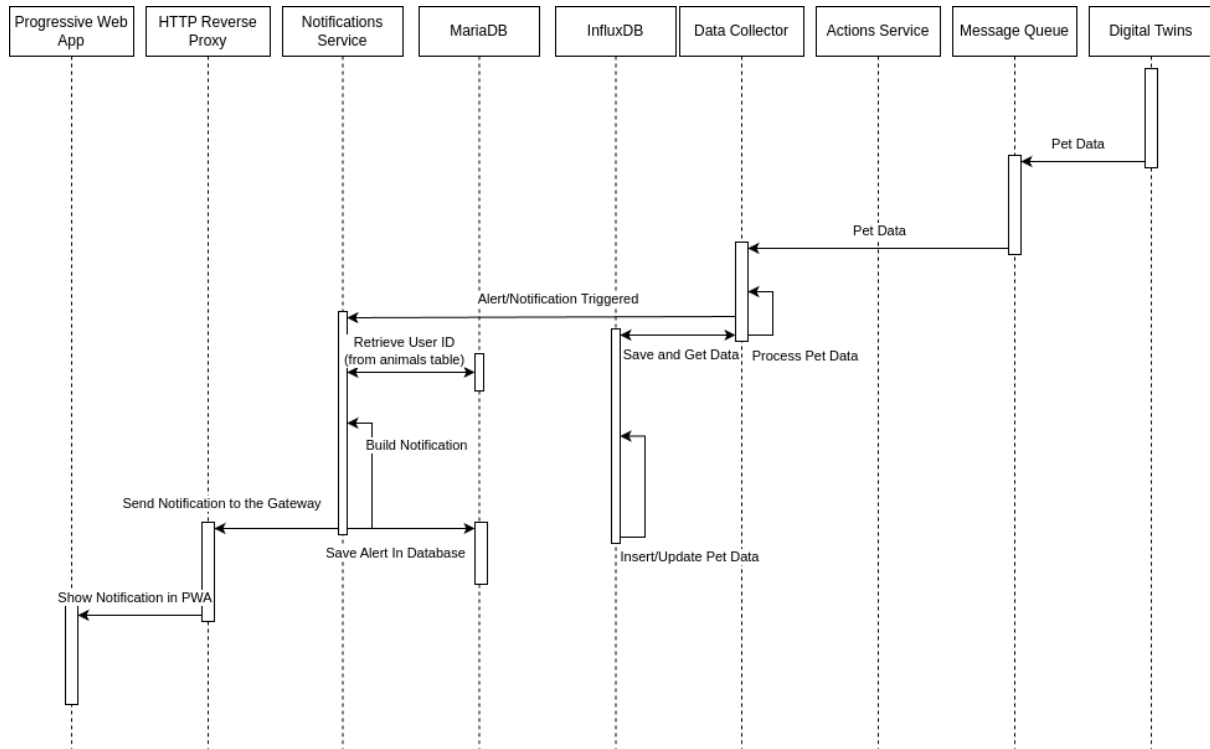 Progressive Web
App
HTTP Reverse
Proxy
Notifications
Service
MariaDB
InfluxDB
Data Collector
Actions Service
Message Queue
Digital Twins
Pet Data
Pet Data
Alert/Notification Triggered
Retrieve User ID
(from animals table)
Save and Get Data
Process Pet Data
Build Notification
Send Notification to the Gateway
Save Alert In Database
Insert/Update Pet Data
Show Notification in PWA